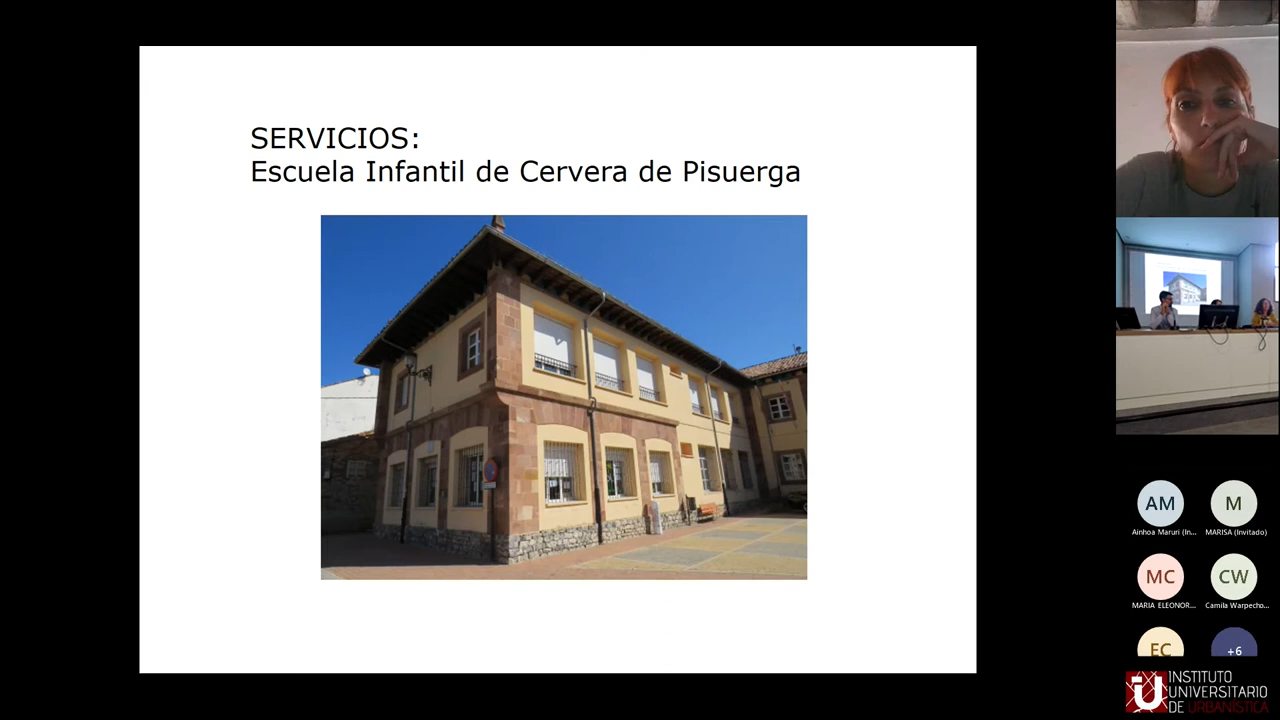 SERVICIOS:
Escuela Infantil de Cervera de Pisuerga
AM
Ainhoa Maruri (In...
M
MARISA (Invitado)
MC
MARIA ELEONOR...
CW
Camila Warpecho...
EC
+6
INSTITUTO
UNIVERSITARIO
DE URBANÍSTICA